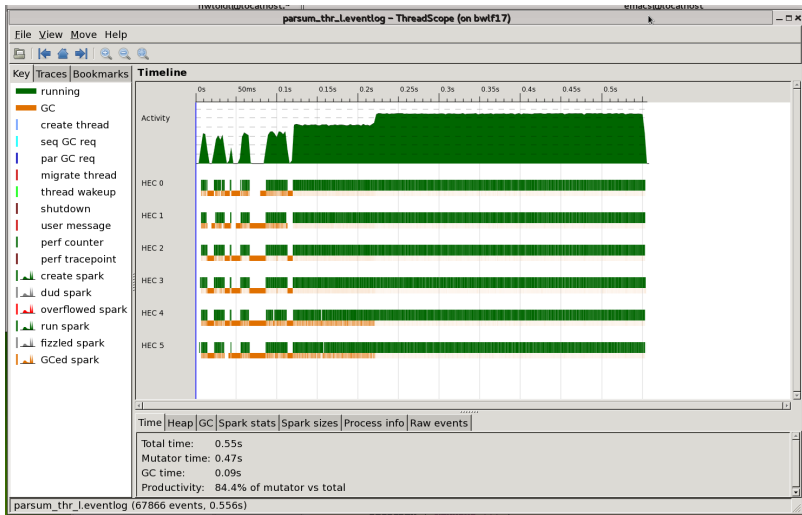 parsum_thr_l.eventlog – ThreadScope (on bwlf17)
File View Move Help
Key Traces Bookmarks
running
GC
create thread
seq GC req
par GC req
migrate thread
thread wakeup
shutdown
user message
perf counter
perf tracepoint
create spark
dud spark
overflowed spark
run spark
fizzled spark
GCed spark
Timeline
0s 50ms 0.1s 0.15s 0.2s 0.25s 0.3s 0.35s 0.4s 0.45s 0.5s
Activity
HEC 0
HEC 1
HEC 2
HEC 3
HEC 4
HEC 5
Time Heap GC Spark stats Spark sizes Process info Raw events
Total time: 0.55s
Mutator time: 0.47s
GC time: 0.09s
Productivity: 84.4% of mutator vs total
parsum_thr_l.eventlog (67866 events, 0.556s)